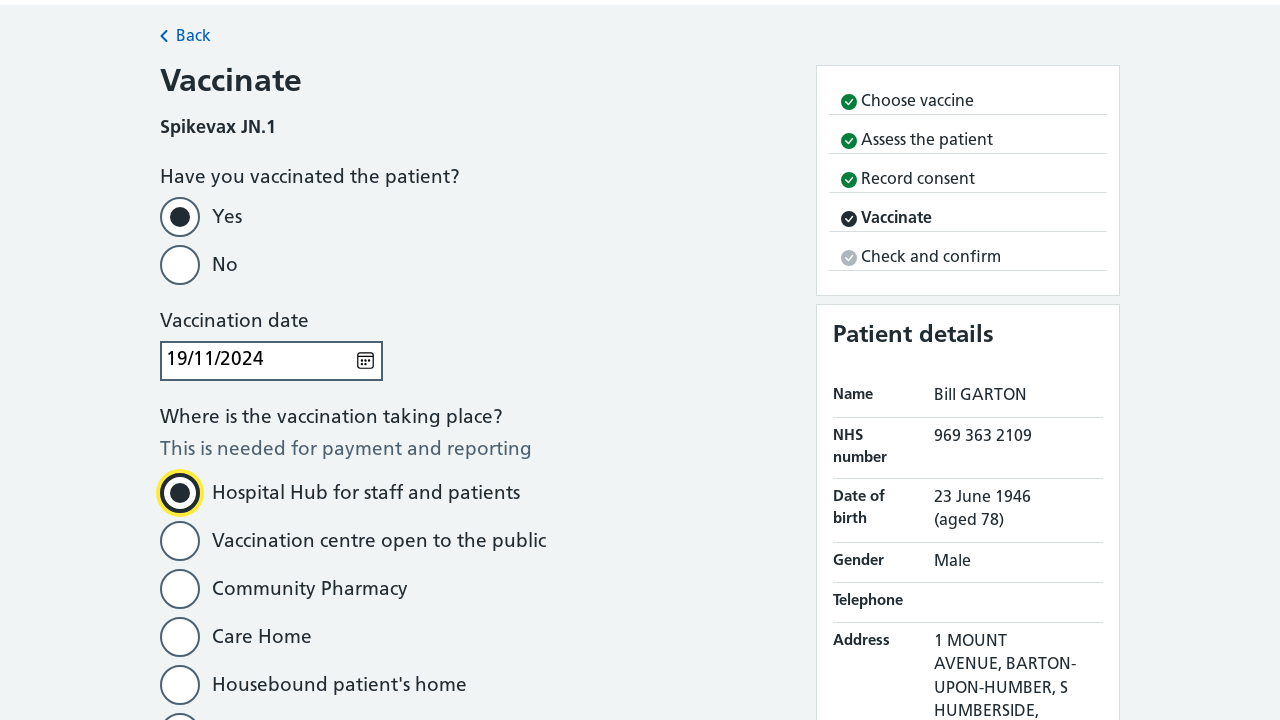 Back
Vaccinate
Spikevax JN.1
Have you vaccinated the patient?
Yes
No
Vaccination date
19/11/2024
Where is the vaccination taking place?
This is needed for payment and reporting
Hospital Hub for staff and patients
Vaccination centre open to the public
Community Pharmacy
Care Home
Housebound patient's home
Choose vaccine
Assess the patient
Record consent
Vaccinate
Check and confirm
Patient details
Name Bill GARTON
NHS number 969 363 2109
Date of birth 23 June 1946 (aged 78)
Gender Male
Telephone
Address 1 MOUNT
AVENUE, BARTON-
UPON-HUMBER, S
HUMBERSIDE,